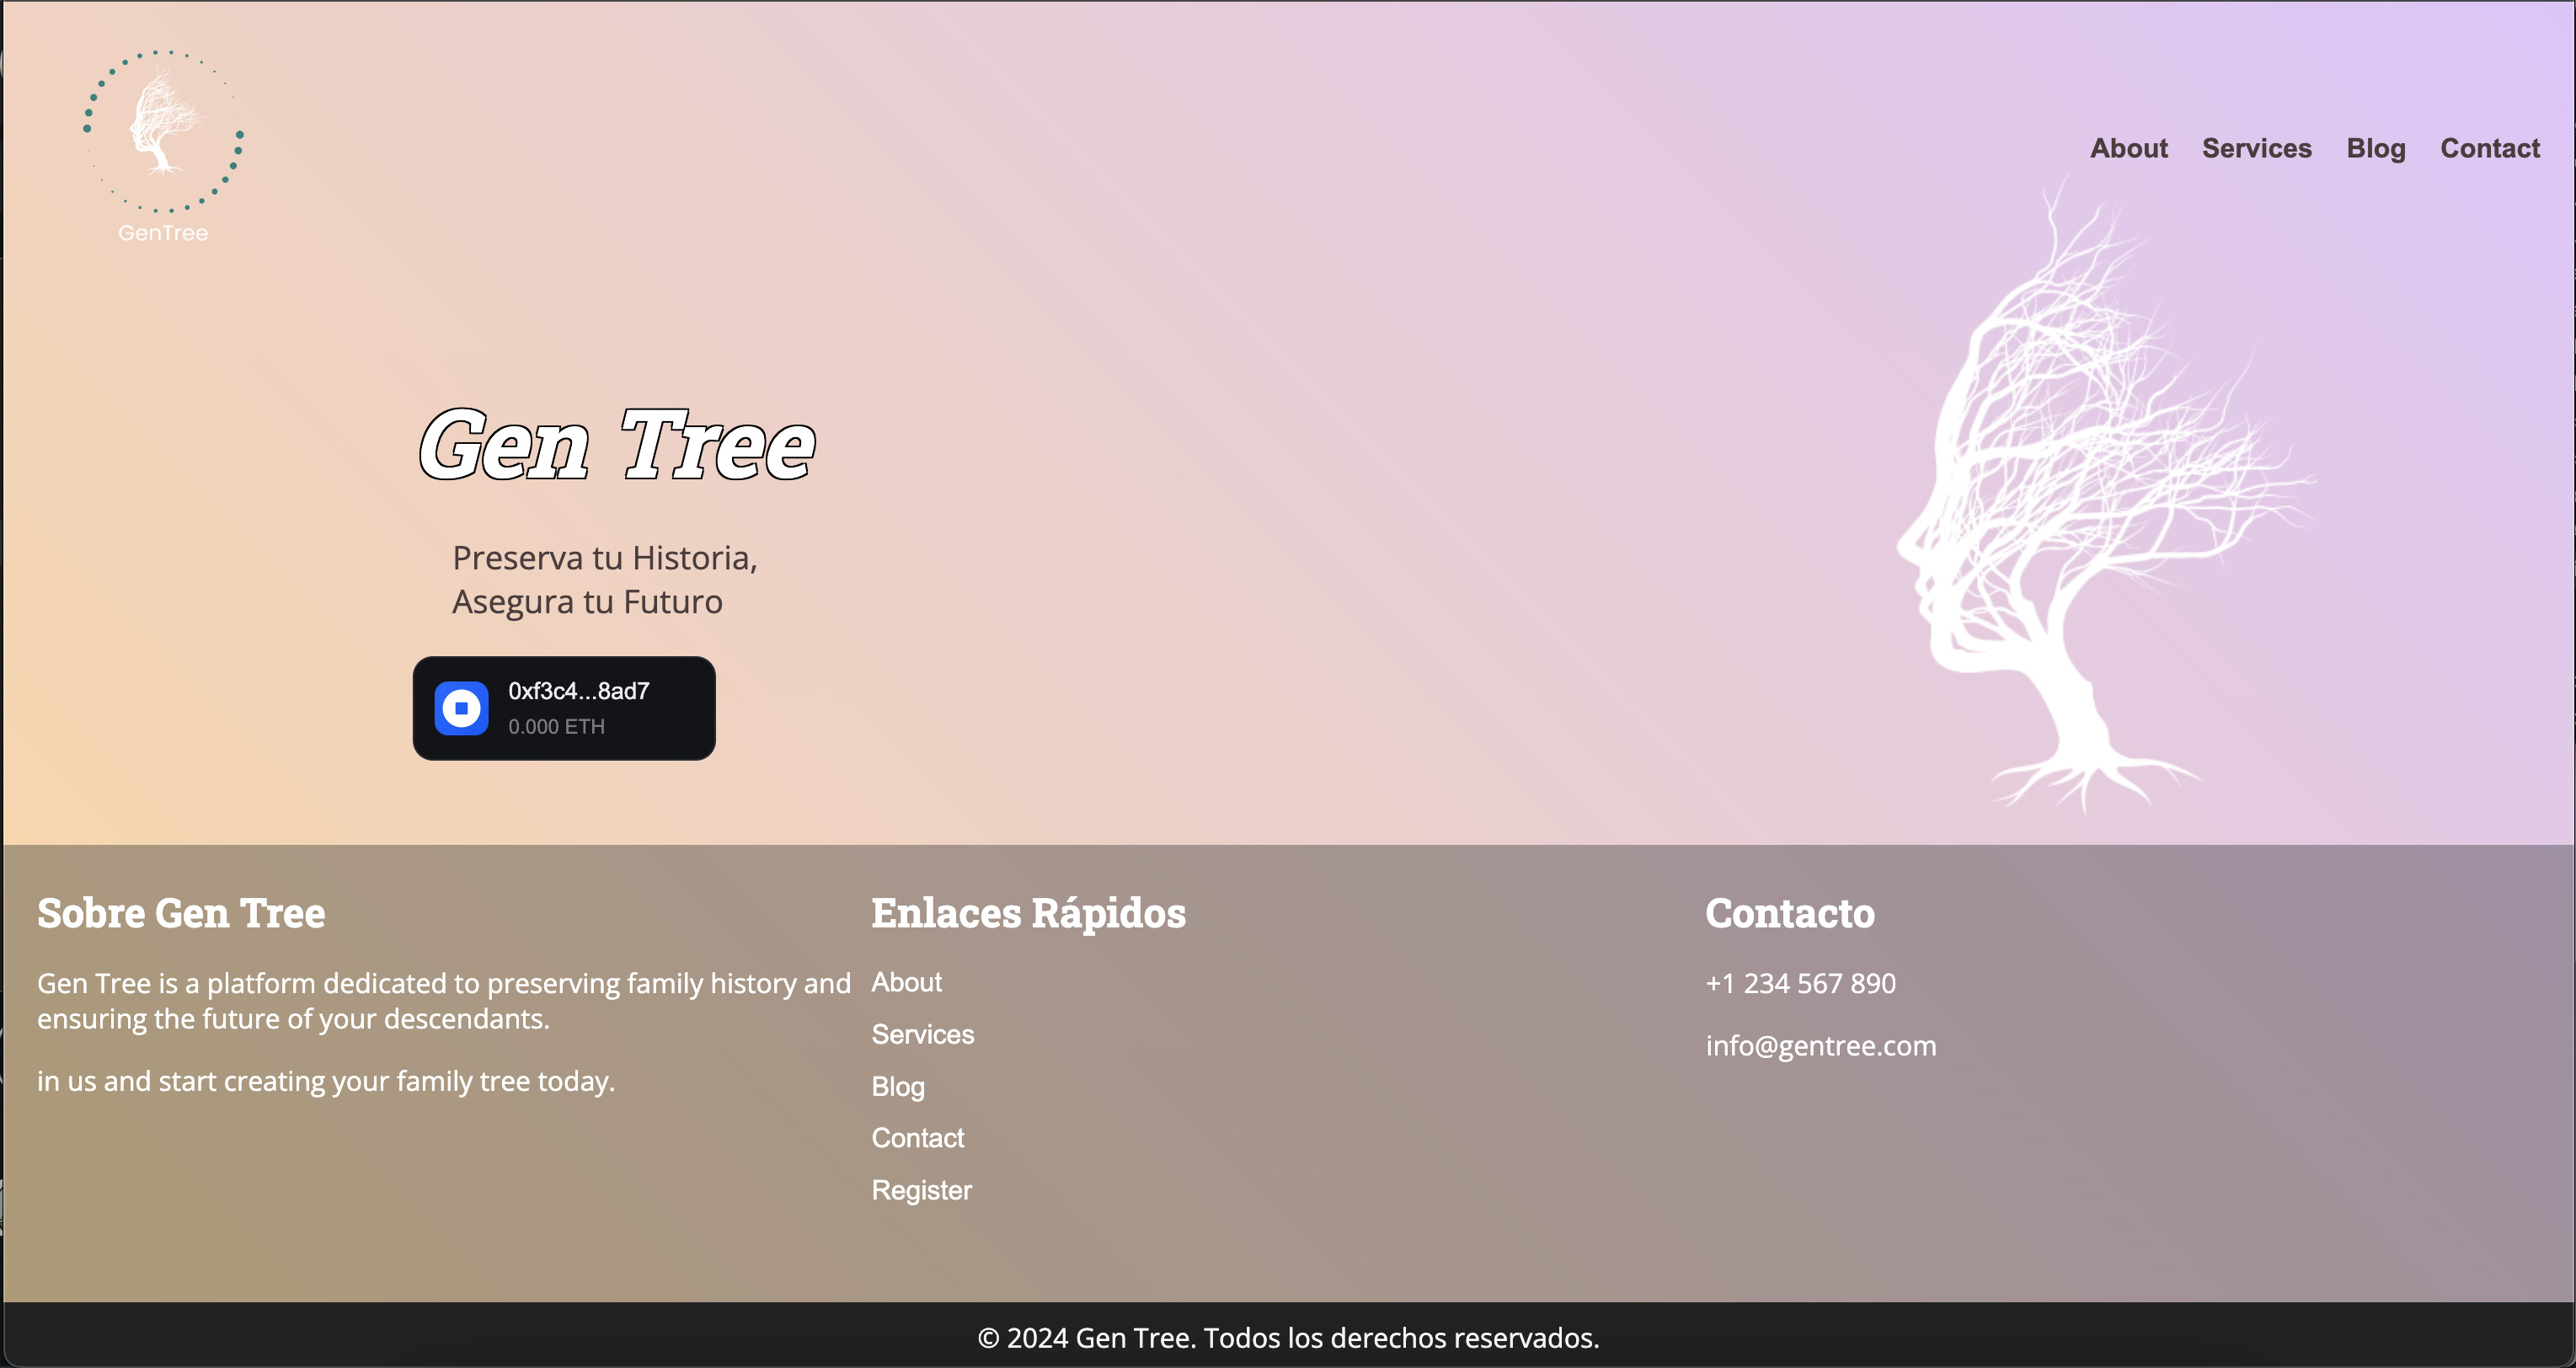 GenTree
About Services Blog Contact
Gen Tree
Preserva tu Historia,
Asegura tu Futuro
0xf3c4...8ad7
0.000 ETH
Sobre Gen Tree
Gen Tree is a platform dedicated to preserving family history and
ensuring the future of your descendants.
in us and start creating your family tree today.
Enlaces Rápidos
About
Services
Blog
Contact
Register
Contacto
+1 234 567 890
info@gentree.com
© 2024 Gen Tree. Todos los derechos reservados.